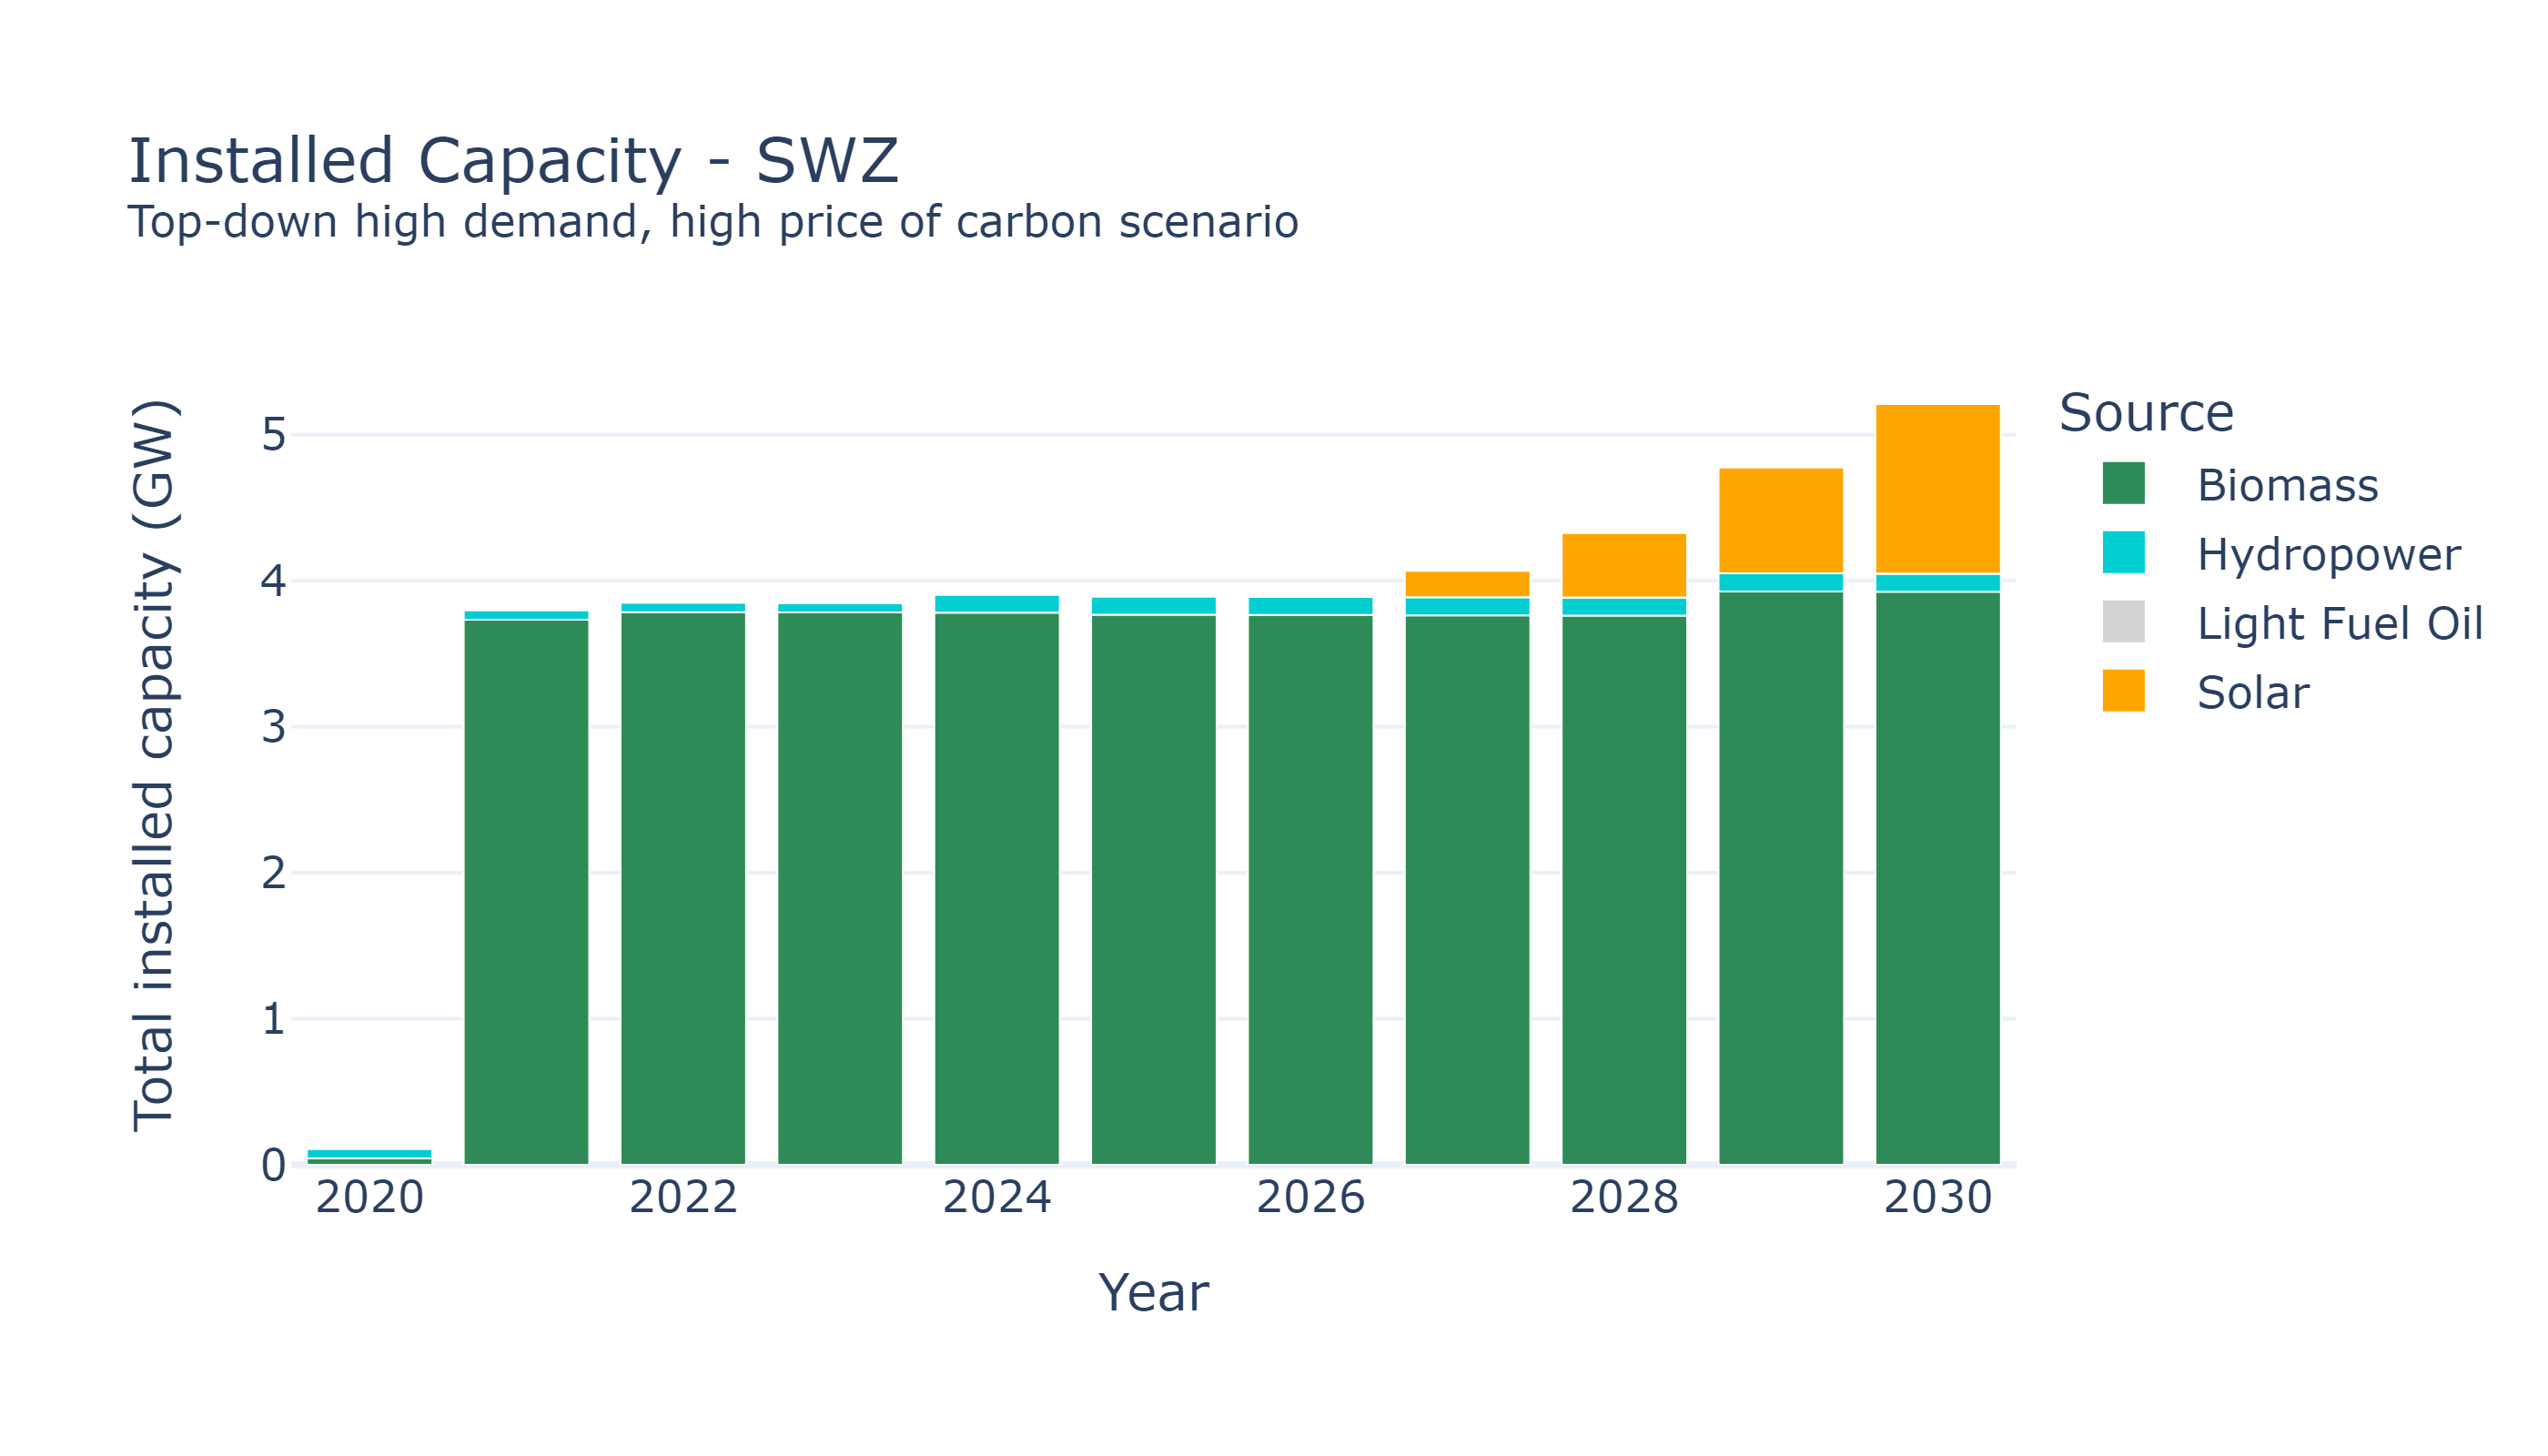 Installed Capacity - SWZ
Top-down high demand, high price of carbon scenario
Total installed capacity (GW)
5
4
3
2
1
0
2020
2022
2024
2026
2028
2030
Year
Source
Biomass
Hydropower
Light Fuel Oil
Solar